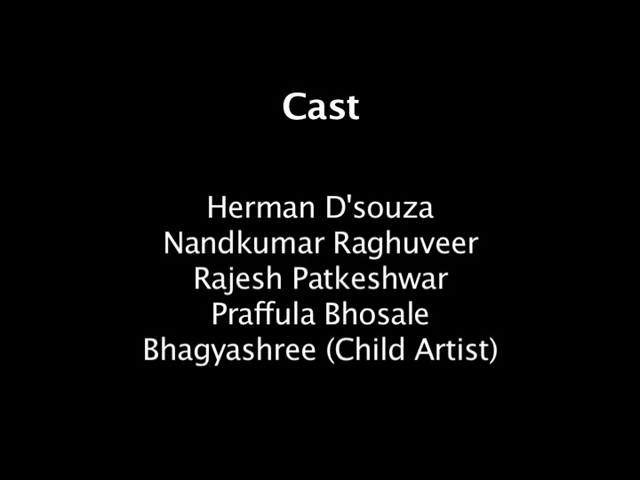 Cast
Herman D'souza
Nandkumar Raghuveer
Rajesh Patkeshwar
Praffula Bhosale
Bhagyashree (Child Artist)